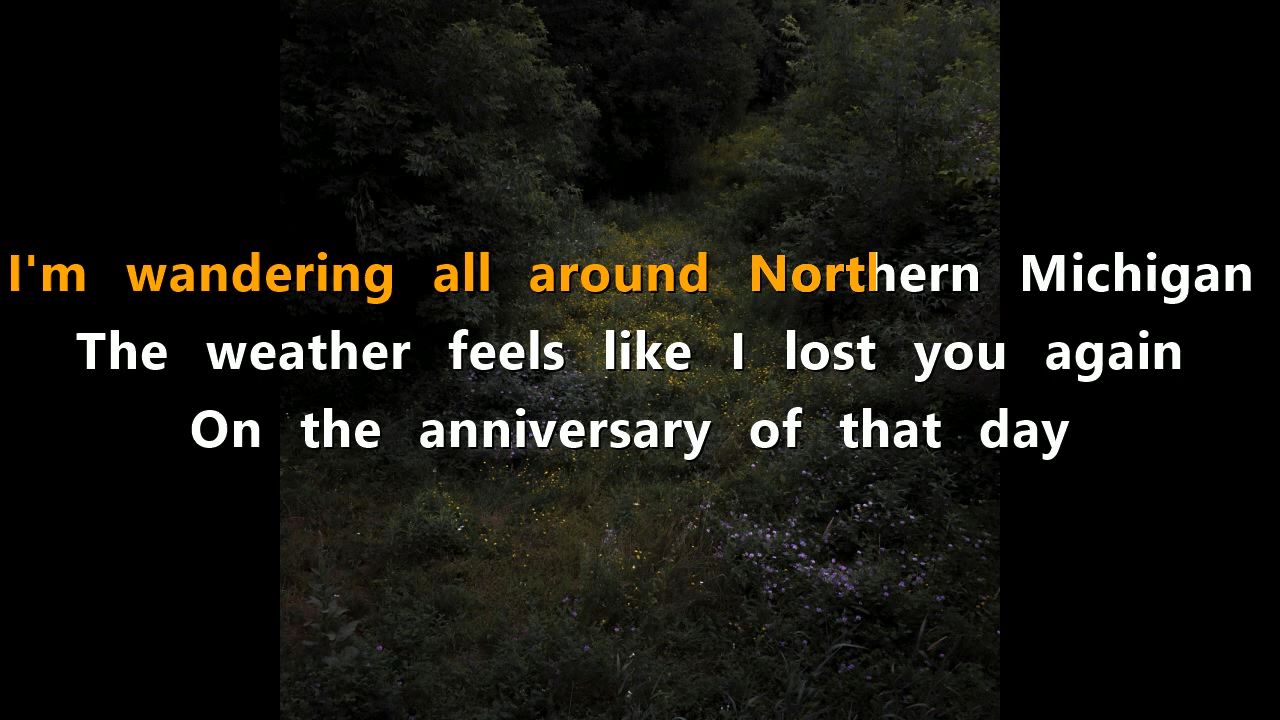 I'm wandering all around Northern Michigan
The weather feels like I lost you again
On the anniversary of that day